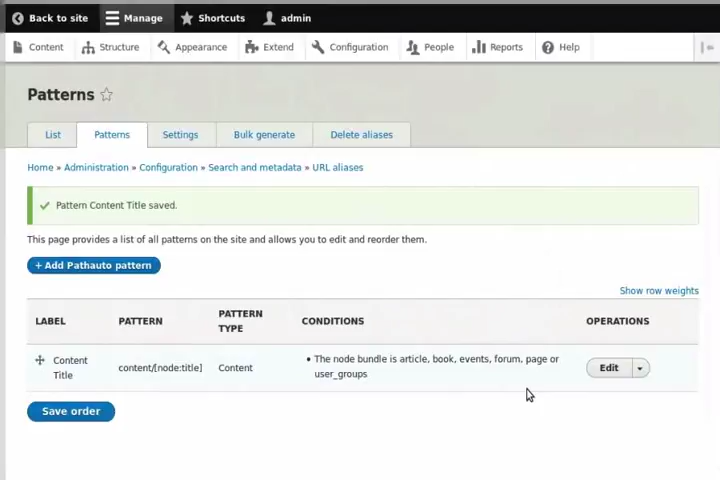 Back to site Manage Shortcuts admin
Content Structure Appearance Extend Configuration People Reports Help
Patterns
List Patterns Settings Bulk generate Delete aliases
Home » Administration » Configuration » Search and metadata » URL aliases
Pattern Content Title saved.
This page provides a list of all patterns on the site and allows you to edit and reorder them.
+ Add Pathauto pattern
Show row weights
LABEL PATTERN PATTERN TYPE CONDITIONS OPERATIONS
Content Title content/[node:title] Content • The node bundle is article, book, events, forum, page or user_groups Edit
Save order